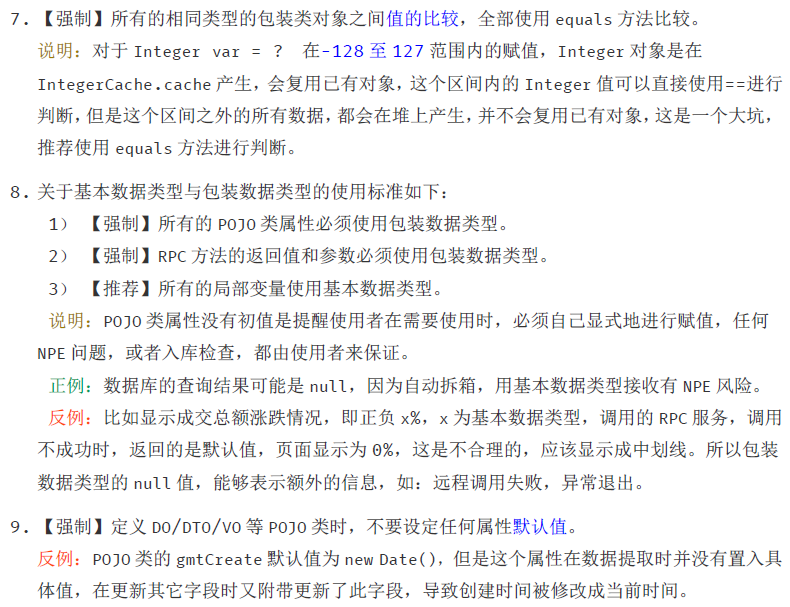 7. 【强制】所有的相同类型的包装类对象之间值的比较，全部使用 equals 方法比较。
说明：对于 Integer var = ? 在-128 至 127 范围内的赋值，Integer 对象是在
IntegerCache.cache 产生，会复用已有对象，这个区间内的 Integer 值可以直接使用==进行
判断，但是这个区间之外的所有数据，都会在堆上产生，并不会复用已有对象，这是一个大坑，
推荐使用 equals 方法进行判断。
8. 关于基本数据类型与包装数据类型的使用标准如下：
1） 【强制】所有的 POJO 类属性必须使用包装数据类型。
2） 【强制】RPC 方法的返回值和参数必须使用包装数据类型。
3） 【推荐】所有的局部变量使用基本数据类型。
说明：POJO 类属性没有初值是提醒使用者在需要使用时，必须自己显式地进行赋值，任何
NPE 问题，或者入库检查，都由使用者来保证。
正例：数据库的查询结果可能是 null，因为自动拆箱，用基本数据类型接收有 NPE 风险。
反例：比如显示成交总额涨跌情况，即正负 x%，x 为基本数据类型，调用的 RPC 服务，调用
不成功时，返回的是默认值，页面显示为 0%，这是不合理的，应该显示成中划线。所以包装
数据类型的 null 值，能够表示额外的信息，如：远程调用失败，异常退出。
9. 【强制】定义 DO/DTO/VO 等 POJO 类时，不要设定任何属性默认值。
反例：POJO 类的 gmtCreate 默认值为 new Date()，但是这个属性在数据提取时并没有置入具
体值，在更新其它字段时又附带更新了此字段，导致创建时间被修改成当前时间。